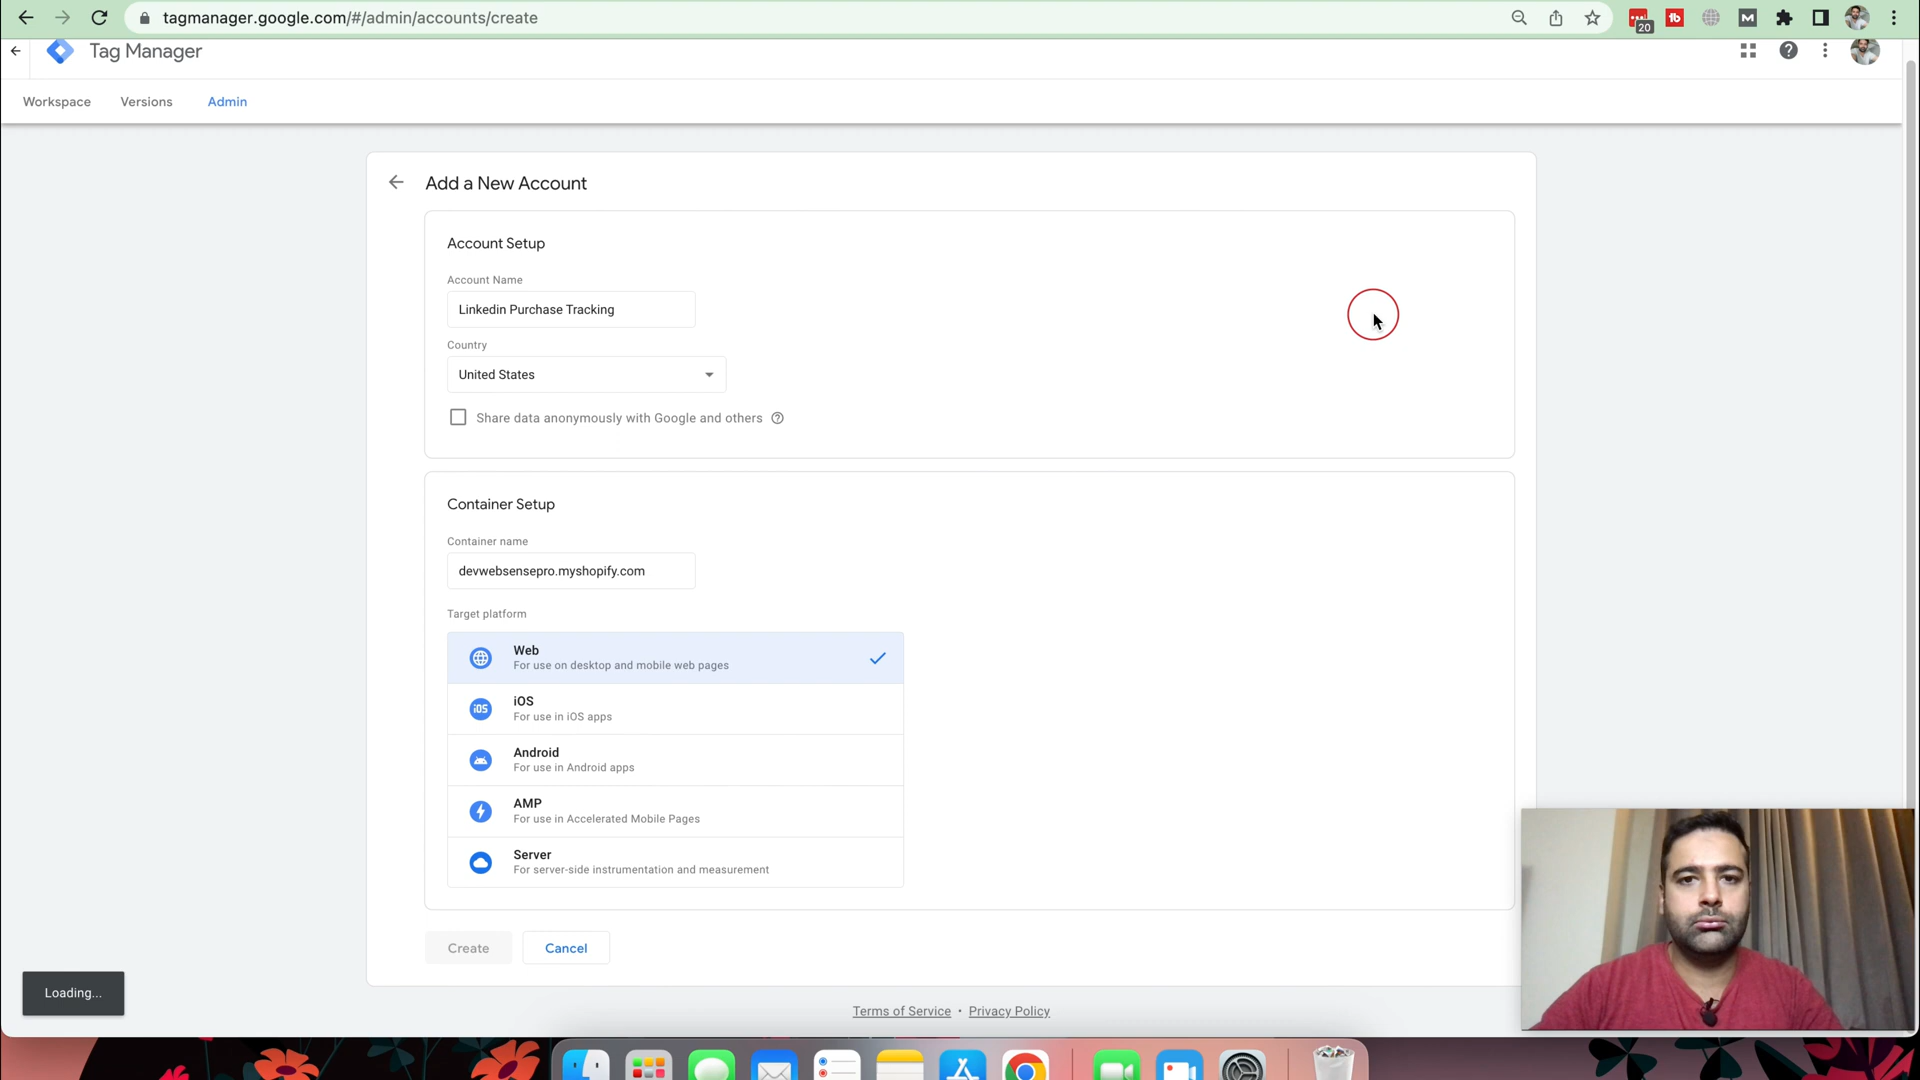 tagmanager.google.com/#/admin/accounts/create
20
tb
M
Tag Manager
Workspace
Versions
Admin
Add a New Account
Account Setup
Account Name
Linkedin Purchase Tracking
Country
United States
Share data anonymously with Google and others
Container Setup
Container name
devwebsensepro.myshopify.com
Target platform
Web
For use on desktop and mobile web pages
iOS
iOS
For use in iOS apps
Android
For use in Android apps
AMP
For use in Accelerated Mobile Pages
Server
For server-side instrumentation and measurement
Create
Cancel
Loading...
Terms of Service • Privacy Policy